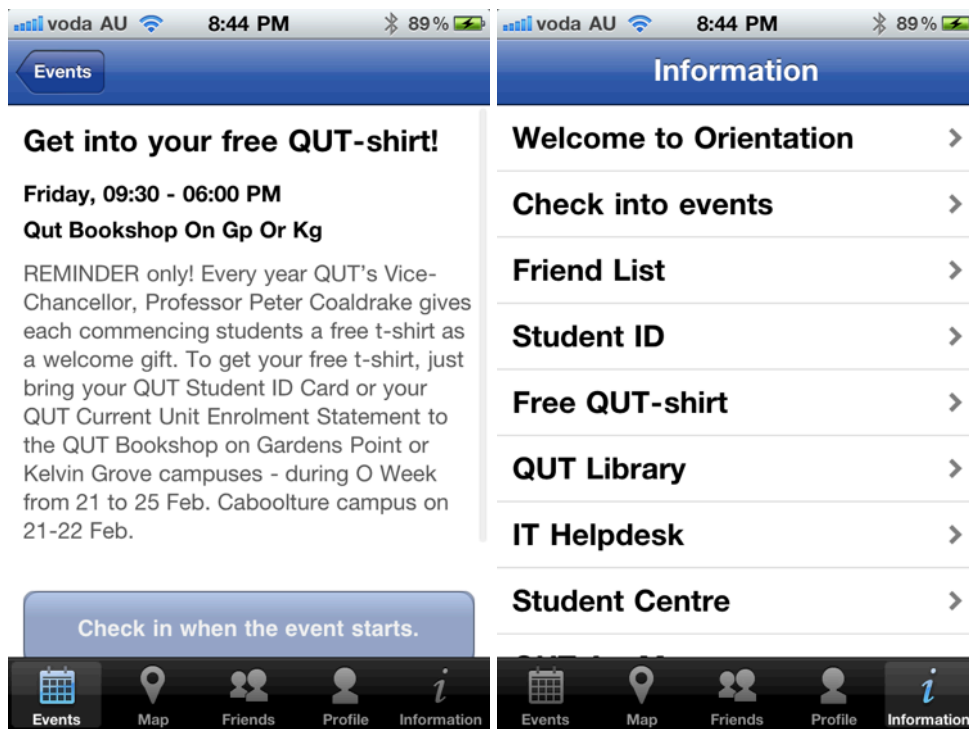 voda AU 8:44 PM 89%
Events
Get into your free QUT-shirt!
Friday, 09:30 - 06:00 PM
Qut Bookshop On Gp Or Kg
REMINDER only! Every year QUT's Vice-
Chancellor, Professor Peter Coaldrake gives
each commencing students a free t-shirt as
a welcome gift. To get your free t-shirt, just
bring your QUT Student ID Card or your
QUT Current Unit Enrolment Statement to
the QUT Bookshop on Gardens Point or
Kelvin Grove campuses - during O Week
from 21 to 25 Feb. Caboolture campus on
21-22 Feb.
Check in when the event starts.
Events Map Friends Profile Information
voda AU 8:44 PM 89%
Information
Welcome to Orientation
Check into events
Friend List
Student ID
Free QUT-shirt
QUT Library
IT Helpdesk
Student Centre
Events Map Friends Profile Information